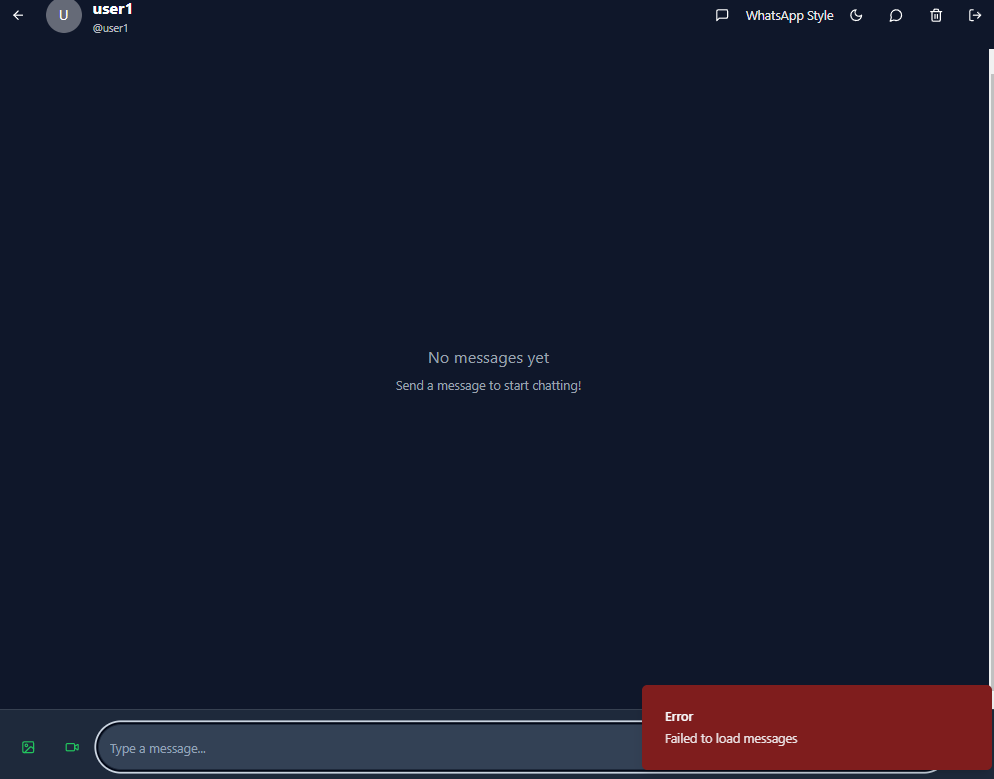 U
user1
@user1
WhatsApp Style
No messages yet
Send a message to start chatting!
Type a message...
Error
Failed to load messages